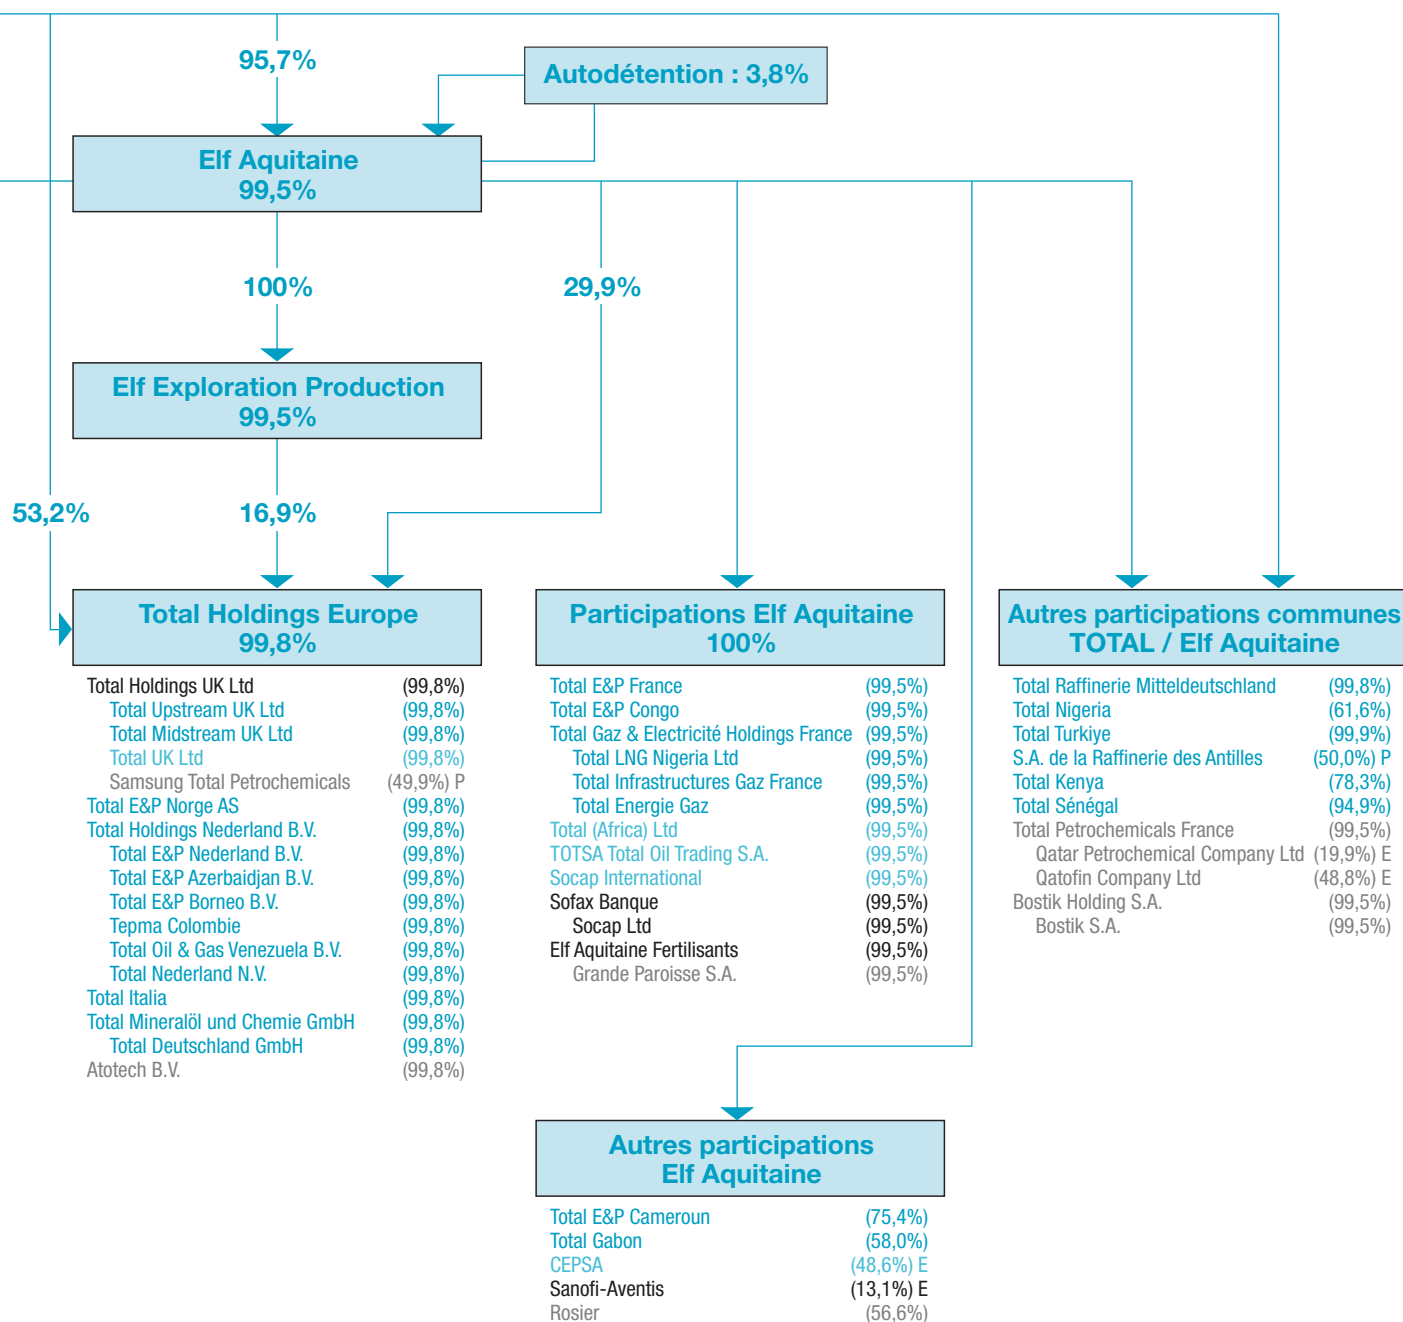 95,7%
Autodétention : 3,8%
Elf Aquitaine
99,5%
100%
29,9%
Elf Exploration Production
99,5%
53,2%
16,9%
Total Holdings Europe
99,8%
Total Holdings UK Ltd (99,8%)
Total Upstream UK Ltd (99,8%)
Total Midstream UK Ltd (99,8%)
Total UK Ltd (99,8%)
Samsung Total Petrochemicals (49,9%) P
Total E&P Norge AS (99,8%)
Total Holdings Nederland B.V. (99,8%)
Total E&P Nederland B.V. (99,8%)
Total E&P Azerbaidjan B.V. (99,8%)
Total E&P Borneo B.V. (99,8%)
Tepma Colombie (99,8%)
Total Oil & Gas Venezuela B.V. (99,8%)
Total Nederland N.V. (99,8%)
Total Italia (99,8%)
Total Mineralöl und Chemie GmbH (99,8%)
Total Deutschland GmbH (99,8%)
Atotech B.V. (99,8%)
Participations Elf Aquitaine
100%
Total E&P France (99,5%)
Total E&P Congo (99,5%)
Total Gaz & Electricité Holdings France (99,5%)
Total LNG Nigeria Ltd (99,5%)
Total Infrastructures Gaz France (99,5%)
Total Energie Gaz (99,5%)
Total (Africa) Ltd (99,5%)
TOTSA Total Oil Trading S.A. (99,5%)
Socap International (99,5%)
Sofax Banque (99,5%)
Socap Ltd (99,5%)
Elf Aquitaine Fertilisants (99,5%)
Grande Paroisse S.A. (99,5%)
Autres participations communes
TOTAL / Elf Aquitaine
Total Raffinerie Mitteldeutschland (99,8%)
Total Nigeria (61,6%)
Total Turkiye (99,9%)
S.A. de la Raffinerie des Antilles (50,0%) P
Total Kenya (78,3%)
Total Sénégal (94,9%)
Total Petrochemicals France (99,5%)
Qatar Petrochemical Company Ltd (19,9%) E
Qatofin Company Ltd (48,8%) E
Bostik Holding S.A. (99,5%)
Bostik S.A. (99,5%)
Autres participations
Elf Aquitaine
Total E&P Cameroun (75,4%)
Total Gabon (58,0%)
CEPSA (48,6%) E
Sanofi-Aventis (13,1%) E
Rosier (56,6%)